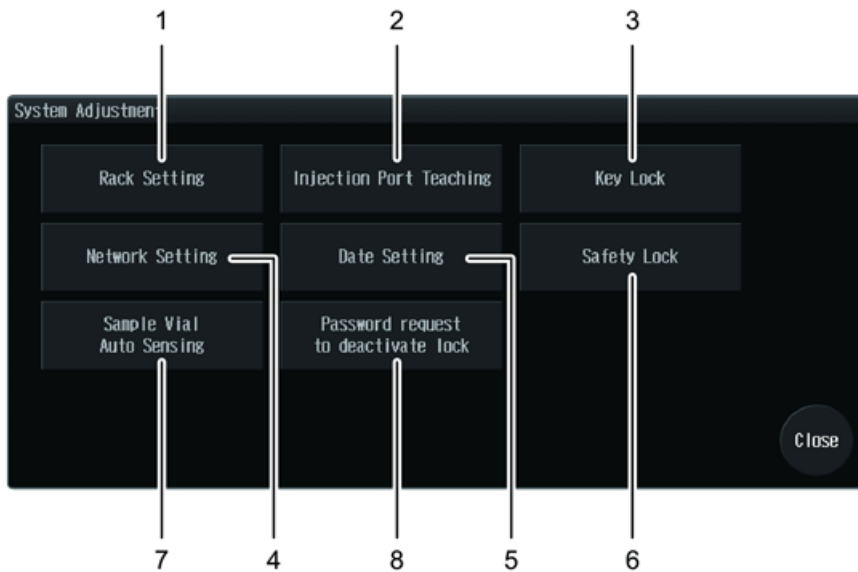 1 2 3
System Adjustment
Rack Setting Injection Port Teaching Key Lock
Network Setting Date Setting Safety Lock
Sample Vial Password request
Auto Sensing to deactivate lock
Close
7 4 8 5 6